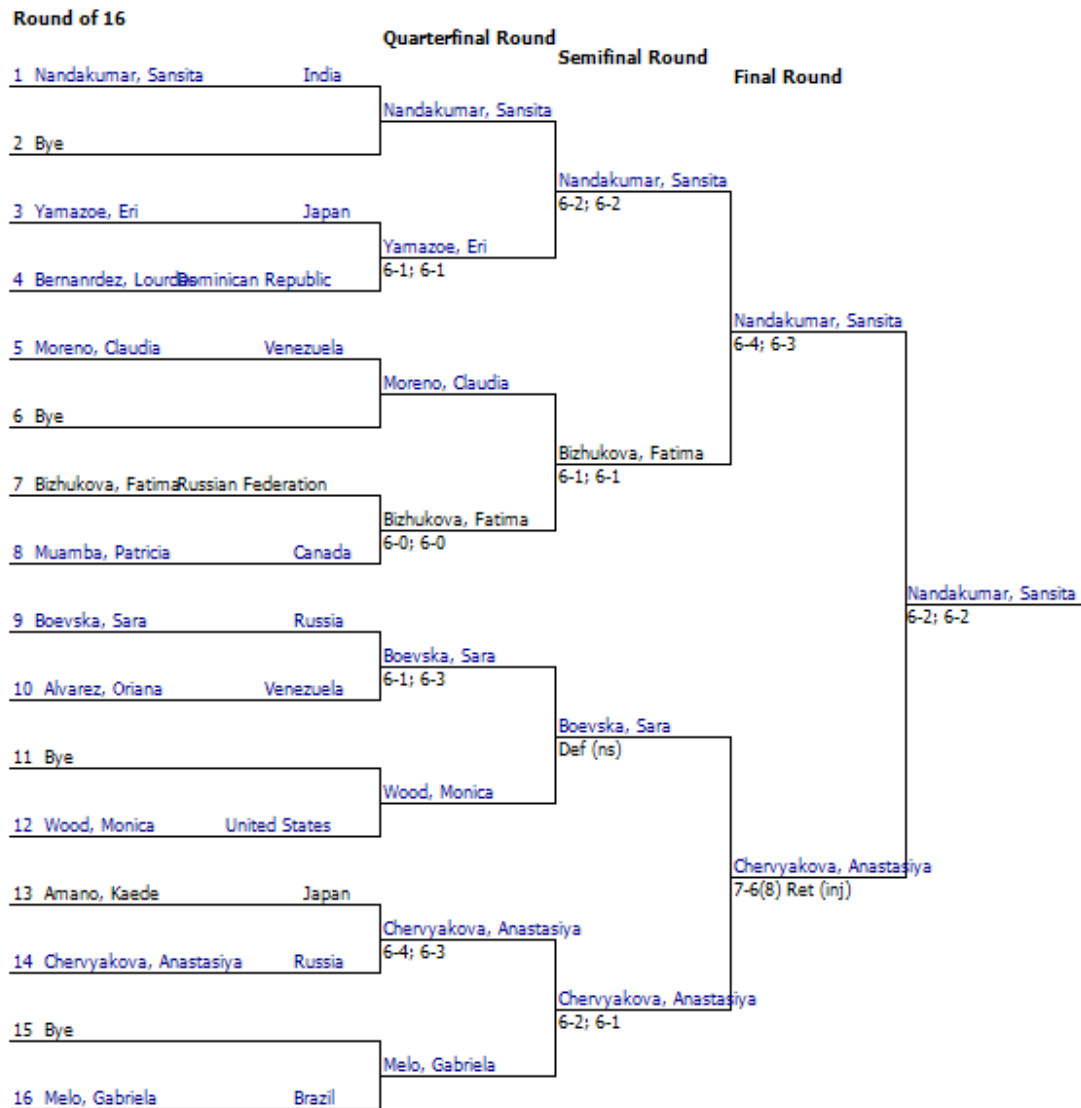 Round of 16
Quarterfinal Round
Semifinal Round
Final Round
1 Nandakumar, Sansita India
Nandakumar, Sansita
2 Bye
Nandakumar, Sansita
6-2; 6-2
3 Yamazoe, Eri Japan
Yamazoe, Eri
6-1; 6-1
4 Bernanrdez, Lourdes Dominican Republic
Nandakumar, Sansita
6-4; 6-3
5 Moreno, Claudia Venezuela
Moreno, Claudia
6 Bye
Bizhukova, Fatima
6-1; 6-1
7 Bizhukova, Fatima Russian Federation
Bizhukova, Fatima
6-0; 6-0
8 Muamba, Patricia Canada
Nandakumar, Sansita
6-2; 6-2
9 Boevska, Sara Russia
Boevska, Sara
6-1; 6-3
10 Alvarez, Oriana Venezuela
Boevska, Sara
Def (ns)
11 Bye
Wood, Monica
12 Wood, Monica United States
Chervyakova, Anastasiya
7-6(8) Ret (inj)
13 Amano, Kaede Japan
Chervyakova, Anastasiya
6-4; 6-3
14 Chervyakova, Anastasiya Russia
Chervyakova, Anastasiya
6-2; 6-1
15 Bye
Melo, Gabriela
16 Melo, Gabriela Brazil